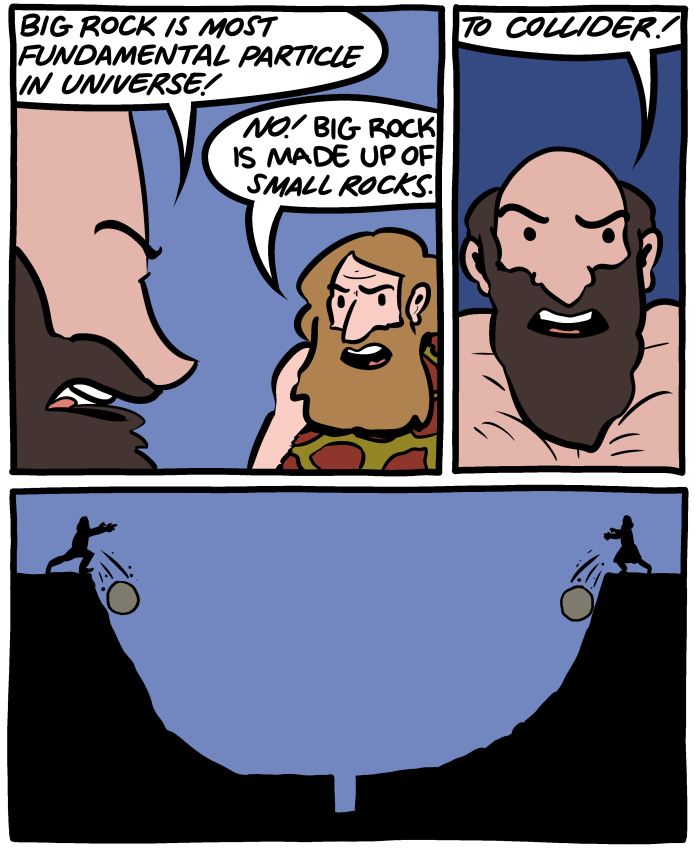 BIG ROCK IS MOST
FUNDAMENTAL PARTICLE
IN UNIVERSE!
NO! BIG ROCK
IS MADE UP OF
SMALL ROCKS.
TO COLLIDER!